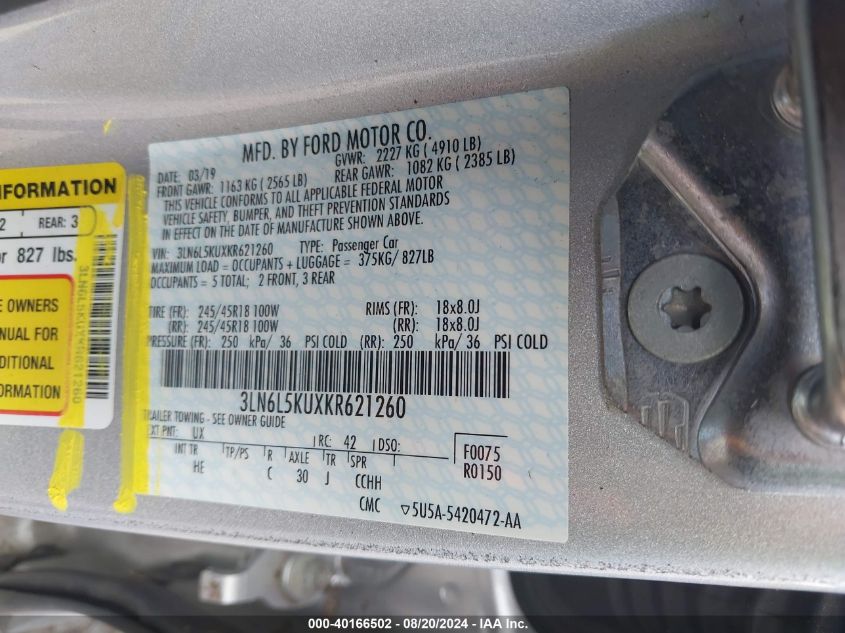 INFORMATION
2 REAR: 3
or 827 lbs.
E OWNERS
ANUAL FOR
DITIONAL
FORMATION
MFD. BY FORD MOTOR CO.
DATE: 03/19 GVWR: 2227 KG ( 4910 LB)
FRONT GAWR: 1163 KG ( 2565 LB) REAR GAWR: 1082 KG ( 2385 LB)
THIS VEHICLE CONFORMS TO ALL APPLICABLE FEDERAL MOTOR
VEHICLE SAFETY, BUMPER, AND THEFT PREVENTION STANDARDS
IN EFFECT ON THE DATE OF MANUFACTURE SHOWN ABOVE.
VIN: 3LN6L5KUXKR621260 TYPE: Passenger Car
MAXIMUM LOAD = OCCUPANTS + LUGGAGE = 375KG/ 827LB
OCCUPANTS = 5 TOTAL; 2 FRONT, 3 REAR
TIRE (FR): 245/45R18 100W RIMS (FR): 18x8.0J
(RR): 245/45R18 100W (RR): 18x8.0J
PRESSURE (FR): 250 kPa/ 36 PSI COLD (RR): 250 kPa/ 36 PSI COLD
3LN6L5KUXKR621260
TRAILER TOWING - SEE OWNER GUIDE
EXT PNT: UX RC: 42 DSO: F0075
INT TR TP/PS R AXLE TR SPR R0150
HE C 30 J CCHH
CMC ▽5U5A-5420472-AA
3LN6L5KUXKR621260
000-40166502 - 08/20/2024 - IAA Inc.